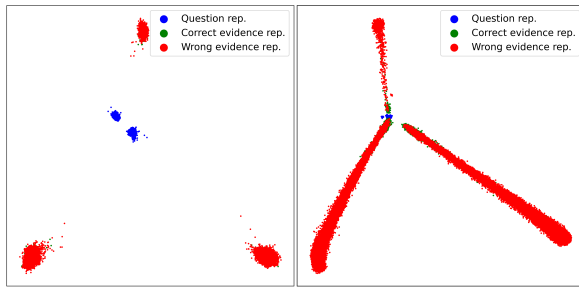 Question rep.
Correct evidence rep.
Wrong evidence rep.
Question rep.
Correct evidence rep.
Wrong evidence rep.